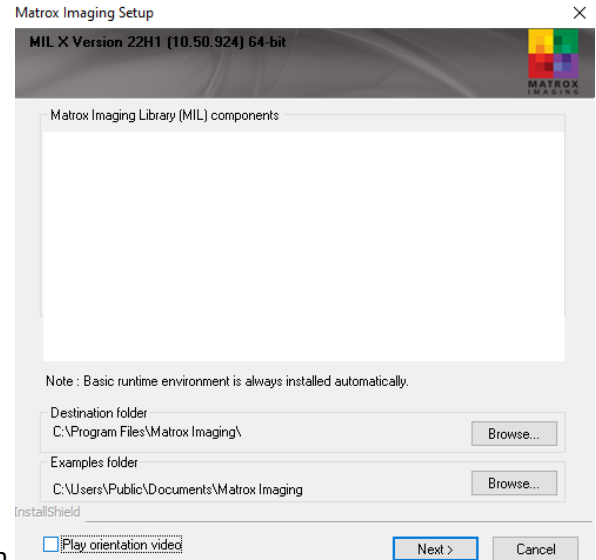 Matrox Imaging Setup
MIL X Version 22H1 (10.50.924) 64-bit
MATROX
IMAGING
Matrox Imaging Library (MIL) components
Note : Basic runtime environment is always installed automatically.
Destination folder
C:\Program Files\Matrox Imaging\
Browse...
Examples folder
C:\Users\Public\Documents\Matrox Imaging
Browse...
InstallShield
Play orientation video
Next >
Cancel